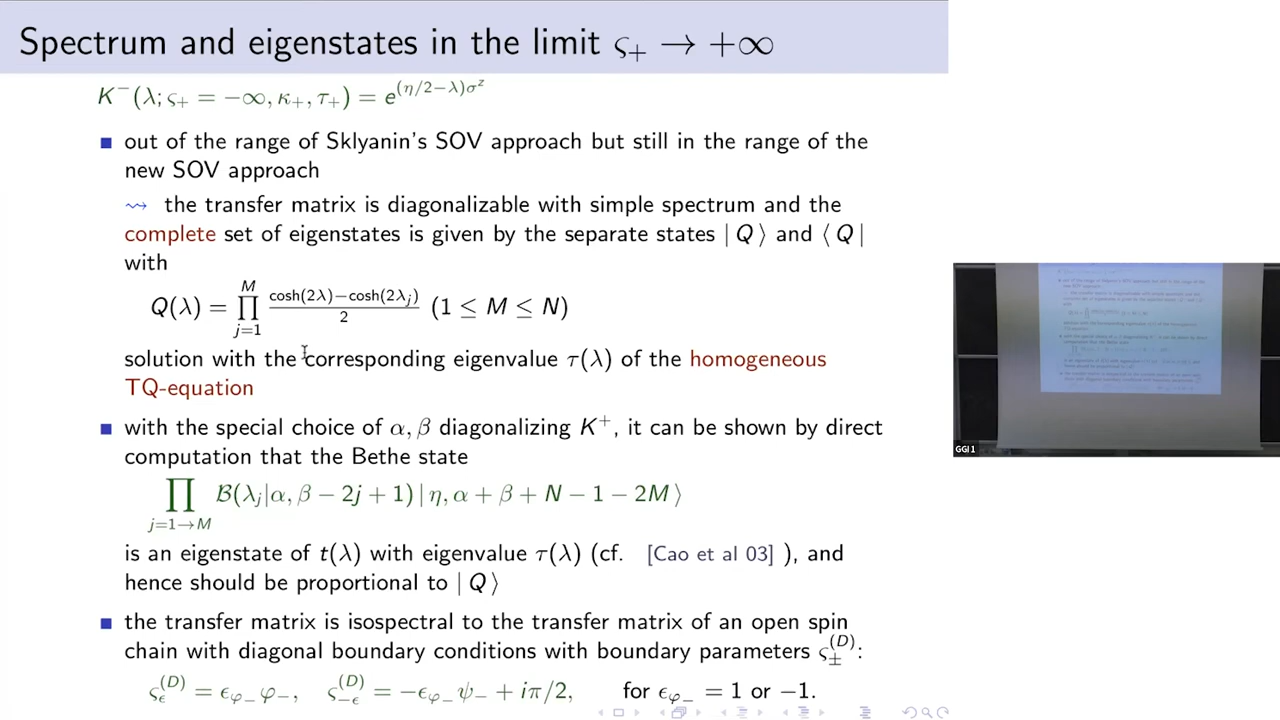 Spectrum and eigenstates in the limit ς₊ → +∞
K⁻(λ; ς₊ = −∞, κ₊, τ₊) = e^{(η/2−λ)σ^z}
■ out of the range of Sklyanin's SOV approach but still in the range of the
new SOV approach
⇝ the transfer matrix is diagonalizable with simple spectrum and the
complete set of eigenstates is given by the separate states | Q ⟩ and ⟨ Q |
with
Q(λ) = ∏_{j=1}^{M} (cosh(2λ)−cosh(2λ_j))/2 (1 ≤ M ≤ N)
solution with the corresponding eigenvalue τ(λ) of the homogeneous
TQ-equation
■ with the special choice of α, β diagonalizing K⁺, it can be shown by direct
computation that the Bethe state
∏_{j=1→M} B(λ_j|α, β − 2j + 1) | η, α + β + N − 1 − 2M ⟩
is an eigenstate of t(λ) with eigenvalue τ(λ) (cf. [Cao et al 03] ), and
hence should be proportional to | Q ⟩
■ the transfer matrix is isospectral to the transfer matrix of an open spin
chain with diagonal boundary conditions with boundary parameters ς_±^{(D)}:
ς_ϵ^{(D)} = ϵ_{φ₋} φ₋, ς_{−ϵ}^{(D)} = −ϵ_{φ₋} ψ₋ + iπ/2, for ϵ_{φ₋} = 1 or −1.
GGI 1